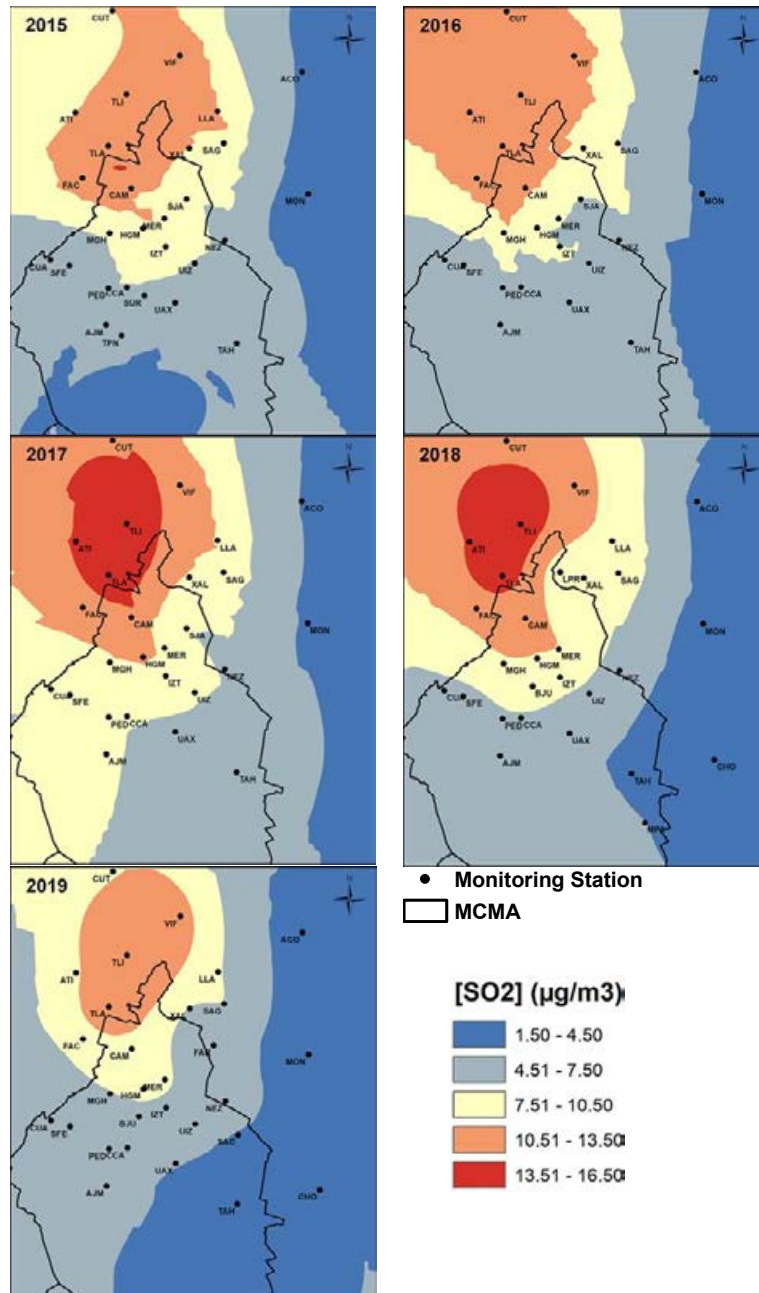 2015
CUT
N
VIF
ACO
TLI
ATI
LLA
TLA
XAL
SAG
FAC
CAM
SJA
MON
MER
HGM
MGH
IZT
NEZ
CUA
SFE
UIZ
PED
CCA
SUR
UAX
AJM
TPN
TAH
2016
CUT
N
VIF
ACO
TLI
ATI
TLA
XAL
SAG
FAC
CAM
SJA
MON
MER
HGM
MGH
IZT
NEZ
CUA
SFE
UIZ
PED
CCA
UAX
AJM
TAH
2017
CUT
N
VIF
ACO
TLI
ATI
LLA
TLA
XAL
SAG
FAC
CAM
SJA
MON
MER
HGM
MGH
IZT
NEZ
CUA
SFE
UIZ
PED
CCA
UAX
AJM
TAH
2018
CUT
N
VIF
ACO
TLI
ATI
LLA
TLA
LPR
XAL
SAG
FAC
CAM
MON
MER
HGM
MGH
IZT
NEZ
CUA
SFE
BJU
UIZ
PED
CCA
UAX
AJM
TAH
CHO
MPA
2019
CUT
N
VIF
ACO
TLI
ATI
LLA
TLA
XAL
SAG
FAC
CAM
FAR
MON
MER
HGM
MGH
IZT
NEZ
CUA
SFE
BJU
UIZ
SAC
PED
CCA
UAX
AJM
TAH
CHO
Monitoring Station
MCMA
[SO2] (µg/m3)
1.50 - 4.50
4.51 - 7.50
7.51 - 10.50
10.51 - 13.50
13.51 - 16.50